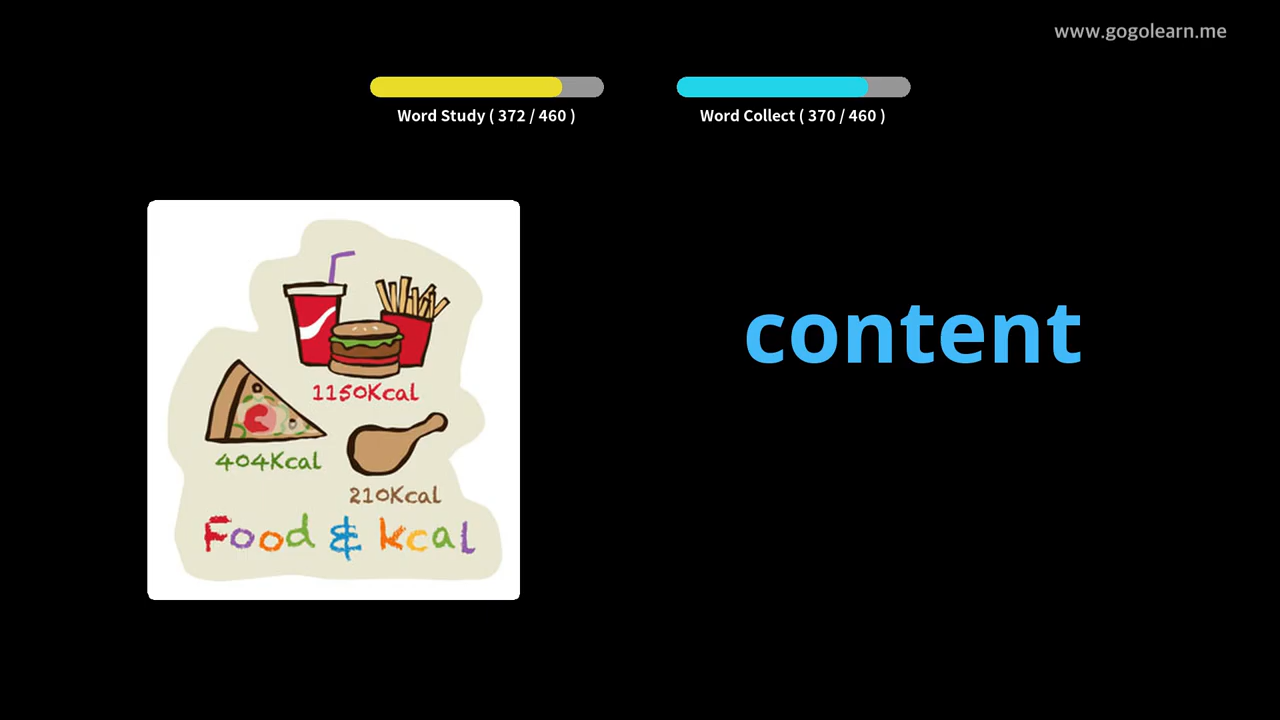 www.gogolearn.me
Word Study ( 372 / 460 )
Word Collect ( 370 / 460 )
content
1150Kcal
404Kcal
210Kcal
Food & kcal